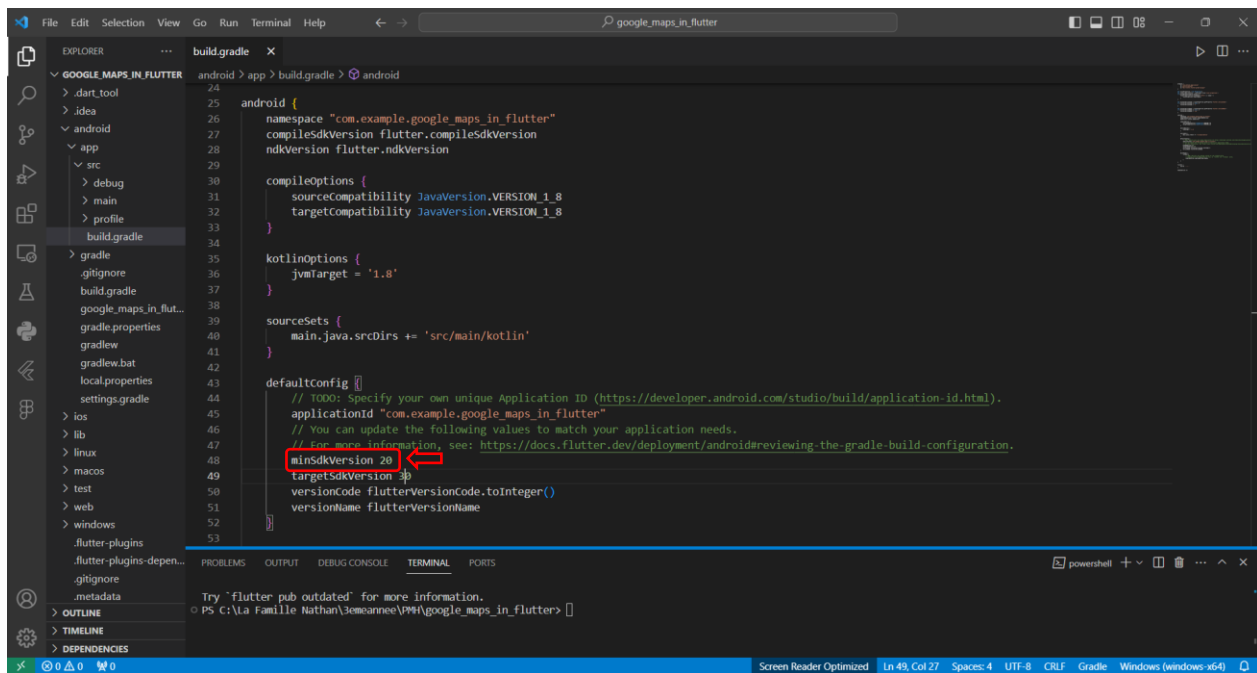 File Edit Selection View Go Run Terminal Help
google_maps_in_flutter
EXPLORER
build.gradle
GOOGLE_MAPS_IN_FLUTTER
android > app > build.gradle > android
.dart_tool
.idea
android
app
src
debug
main
profile
build.gradle
gradle
.gitignore
build.gradle
google_maps_in_flut...
gradle.properties
gradlew
gradlew.bat
local.properties
settings.gradle
ios
lib
linux
macos
test
web
windows
.flutter-plugins
.flutter-plugins-depen...
.gitignore
.metadata
OUTLINE
TIMELINE
DEPENDENCIES
24
25 android {
26 namespace "com.example.google_maps_in_flutter"
27 compileSdkVersion flutter.compileSdkVersion
28 ndkVersion flutter.ndkVersion
29
30 compileOptions {
31 sourceCompatibility JavaVersion.VERSION_1_8
32 targetCompatibility JavaVersion.VERSION_1_8
33 }
34
35 kotlinOptions {
36 jvmTarget = '1.8'
37 }
38
39 sourceSets {
40 main.java.srcDirs += 'src/main/kotlin'
41 }
42
43 defaultConfig {
44 // TODO: Specify your own unique Application ID (https://developer.android.com/studio/build/application-id.html).
45 applicationId "com.example.google_maps_in_flutter"
46 // You can update the following values to match your application needs.
47 // For more information, see: https://docs.flutter.dev/deployment/android#reviewing-the-gradle-build-configuration.
48 minSdkVersion 20
49 targetSdkVersion 30
50 versionCode flutterVersionCode.toInteger()
51 versionName flutterVersionName
52 }
53
PROBLEMS OUTPUT DEBUG CONSOLE TERMINAL PORTS
powershell
Try `flutter pub outdated` for more information.
PS C:\La Famille Nathan\3emeannee\PMH\google_maps_in_flutter>
0 0 0 Screen Reader Optimized Ln 49, Col 27 Spaces: 4 UTF-8 CRLF Gradle Windows (windows-x64)